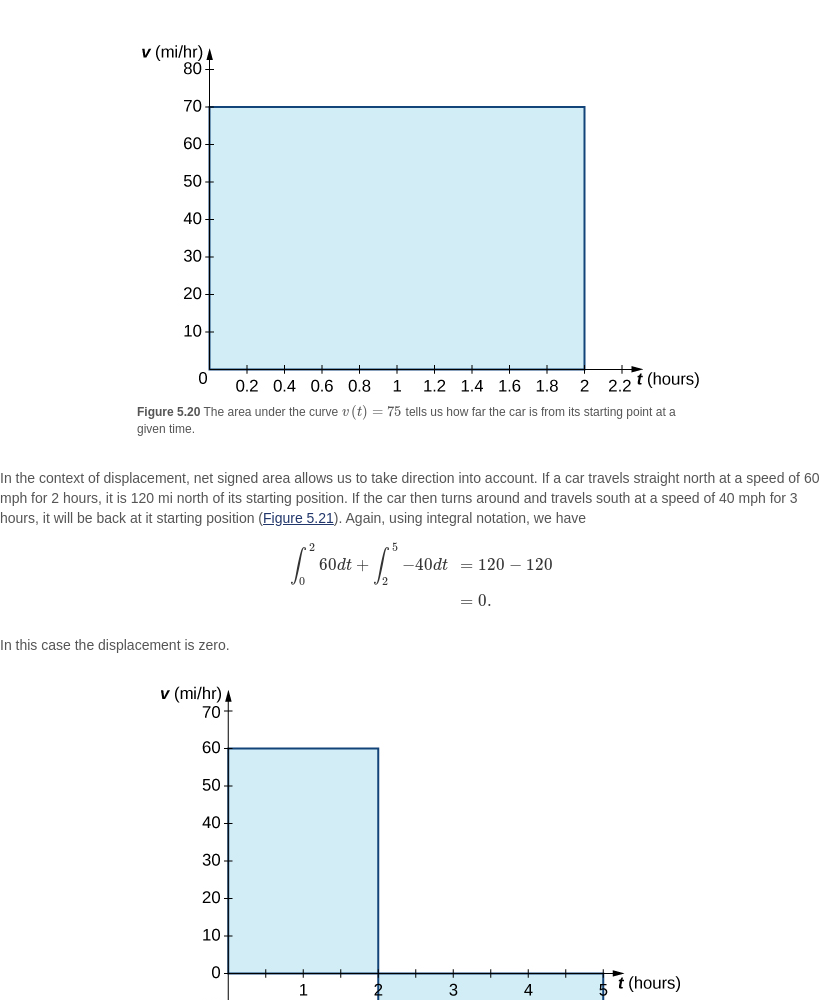 v (mi/hr)
80
70
60
50
40
30
20
10
0
0.2 0.4 0.6 0.8 1 1.2 1.4 1.6 1.8 2 2.2 t (hours)
Figure 5.20 The area under the curve v(t) = 75 tells us how far the car is from its starting point at a
given time.
In the context of displacement, net signed area allows us to take direction into account. If a car travels straight north at a speed of 60
mph for 2 hours, it is 120 mi north of its starting position. If the car then turns around and travels south at a speed of 40 mph for 3
hours, it will be back at it starting position (Figure 5.21). Again, using integral notation, we have
∫₀² 60dt + ∫₂⁵ −40dt = 120 − 120
= 0.
In this case the displacement is zero.
v (mi/hr)
70
60
50
40
30
20
10
0
1 2 3 4 5 t (hours)